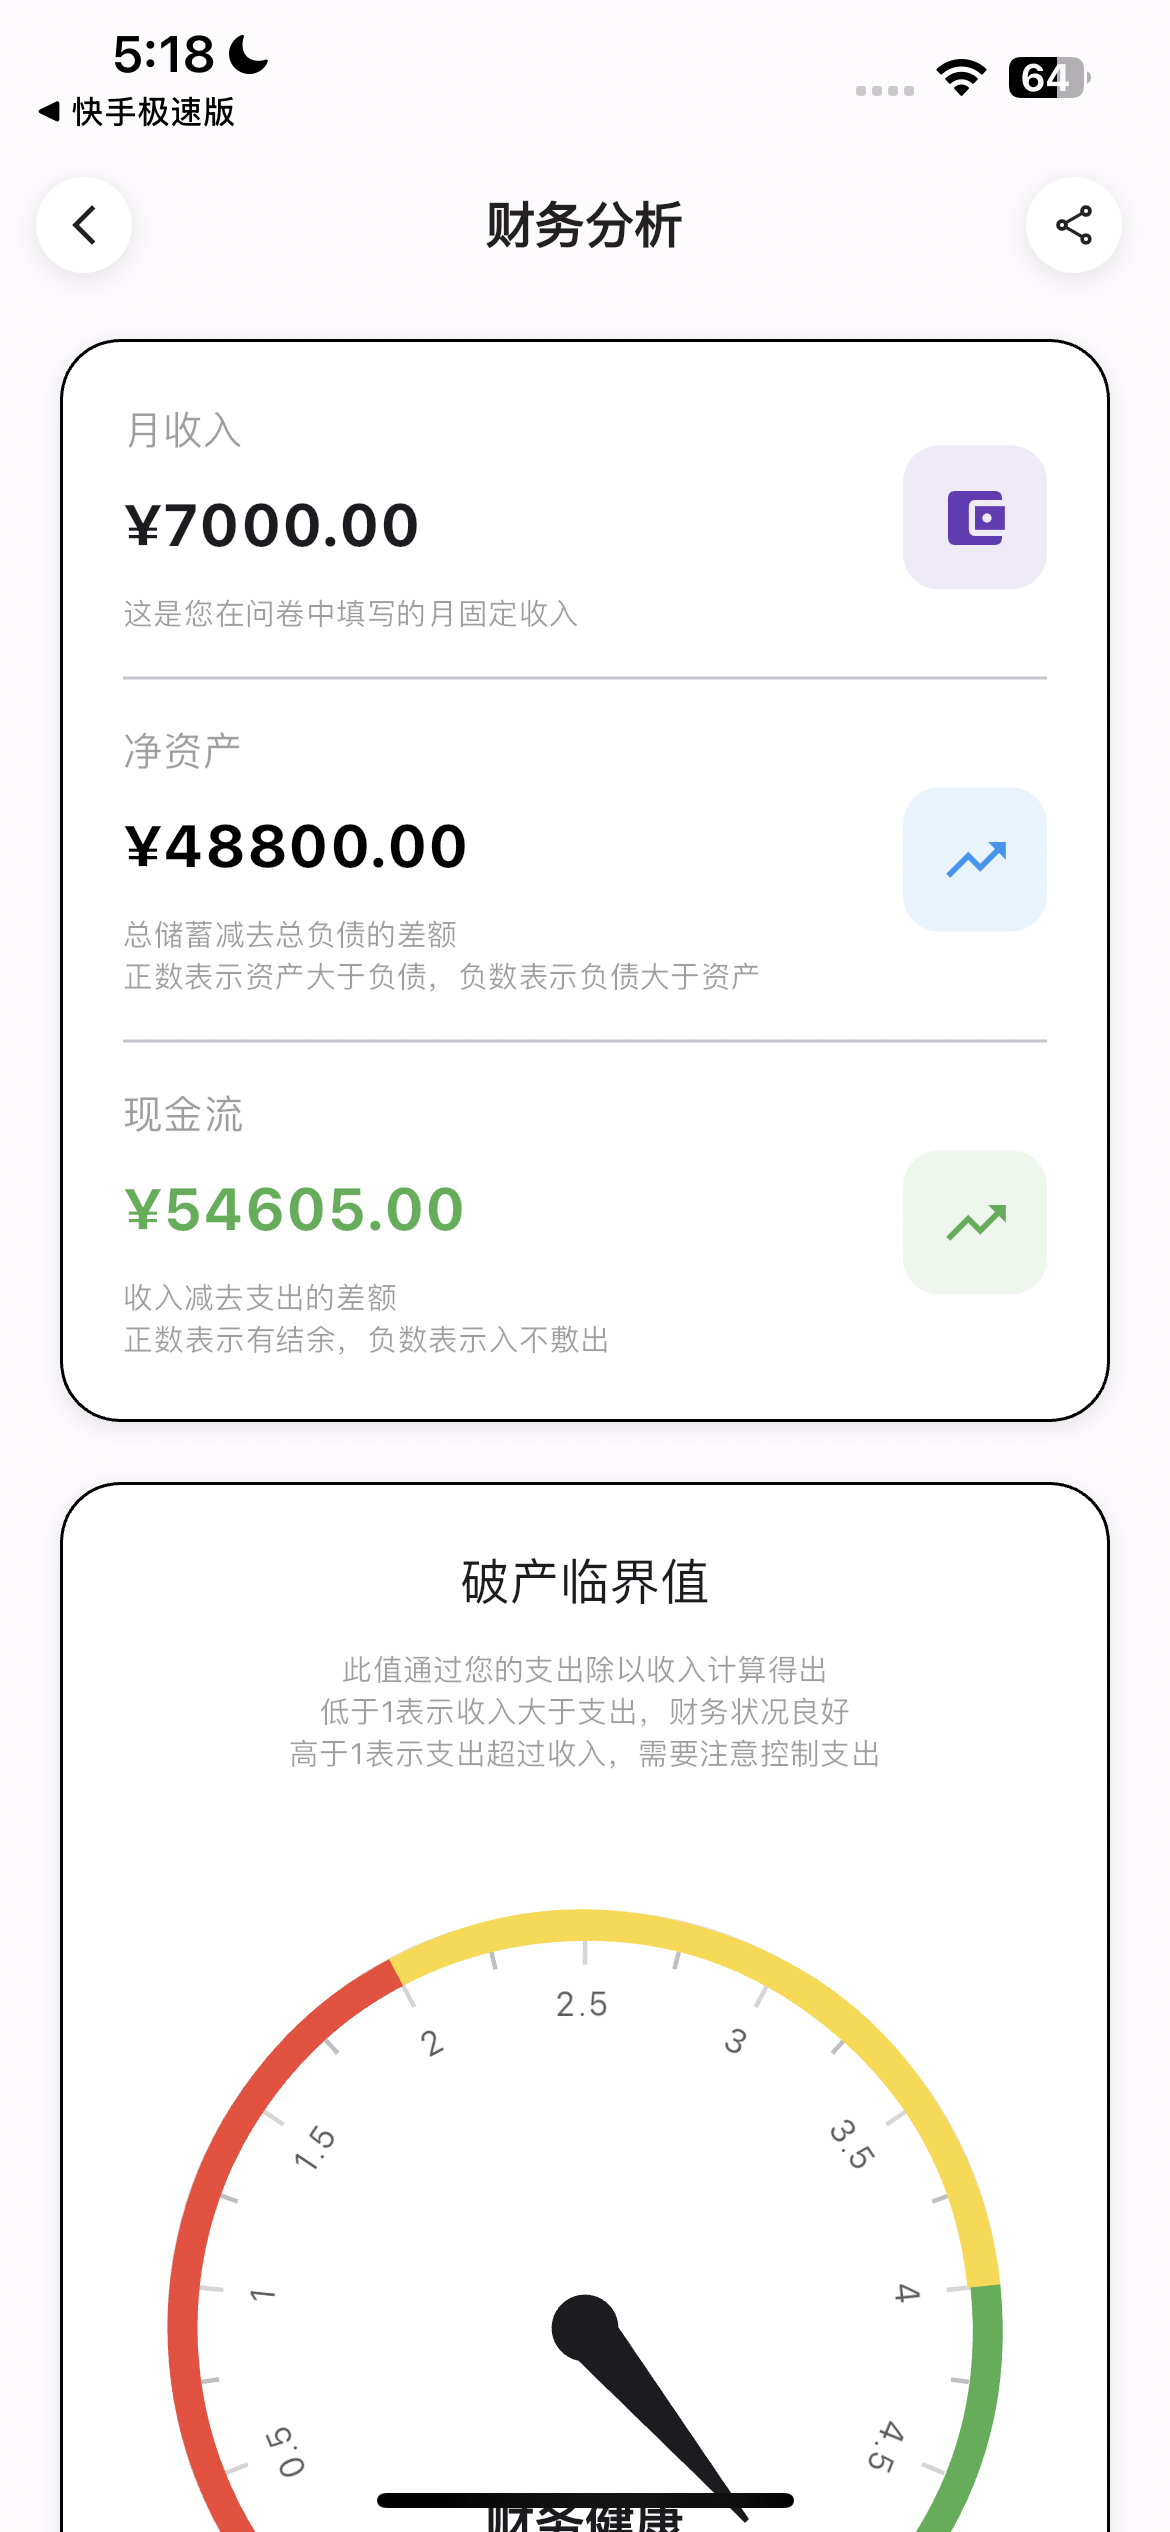 5:18
64
快手极速版
财务分析
月收入
¥7000.00
这是您在问卷中填写的月固定收入
净资产
¥48800.00
总储蓄减去总负债的差额
正数表示资产大于负债，负数表示负债大于资产
现金流
¥54605.00
收入减去支出的差额
正数表示有结余，负数表示入不敷出
破产临界值
此值通过您的支出除以收入计算得出
低于1表示收入大于支出，财务状况良好
高于1表示支出超过收入，需要注意控制支出
0.5
1
1.5
2
2.5
3
3.5
4
4.5
财务健康